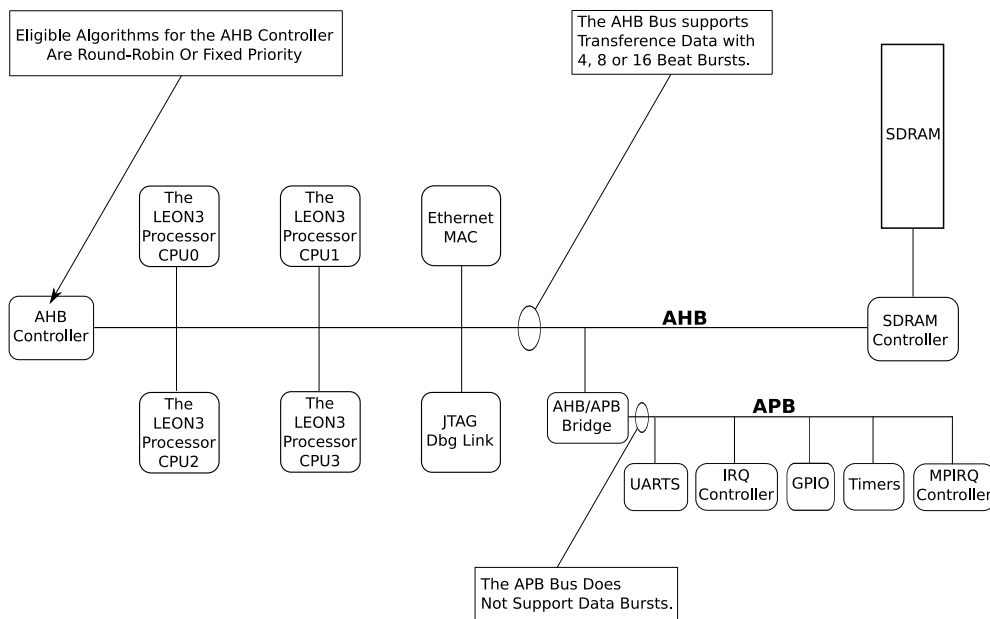 Eligible Algorithms for the AHB Controller
Are Round-Robin Or Fixed Priority
The AHB Bus supports
Transference Data with
4, 8 or 16 Beat Bursts.
SDRAM
The
LEON3
Processor
CPU0
The
LEON3
Processor
CPU1
Ethernet
MAC
AHB
Controller
AHB
SDRAM
Controller
The
LEON3
Processor
CPU2
The
LEON3
Processor
CPU3
JTAG
Dbg Link
AHB/APB
Bridge
APB
UARTS
IRQ
Controller
GPIO
Timers
MPIRQ
Controller
The APB Bus Does
Not Support Data Bursts.